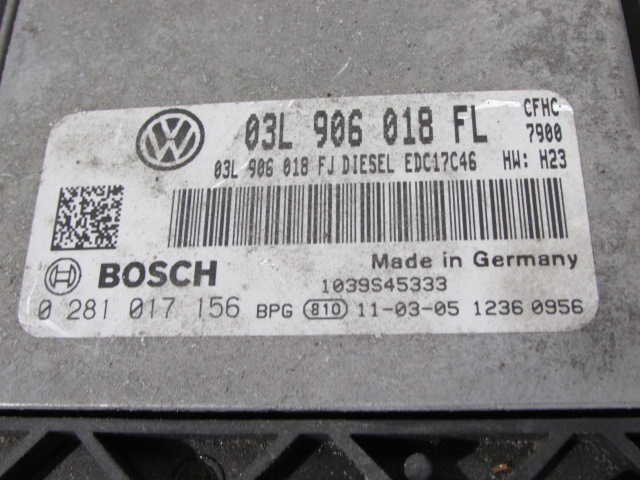 03L 906 018 FL CFHC
7900
03L 906 018 FJ DIESEL EDC17C46 HW: H23
Made in Germany
BOSCH 1039S45333
0 281 017 156 BPG 810 11-03-05 1236 0956